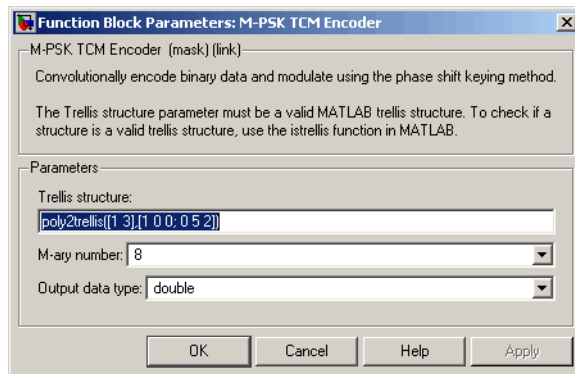 Function Block Parameters: M-PSK TCM Encoder
M-PSK TCM Encoder (mask) (link)
Convolutionally encode binary data and modulate using the phase shift keying method.
The Trellis structure parameter must be a valid MATLAB trellis structure. To check if a
structure is a valid trellis structure, use the istrellis function in MATLAB.
Parameters
Trellis structure:
poly2trellis([1 3],[1 0 0; 0 5 2])
M-ary number: 8
Output data type: double
OK Cancel Help Apply